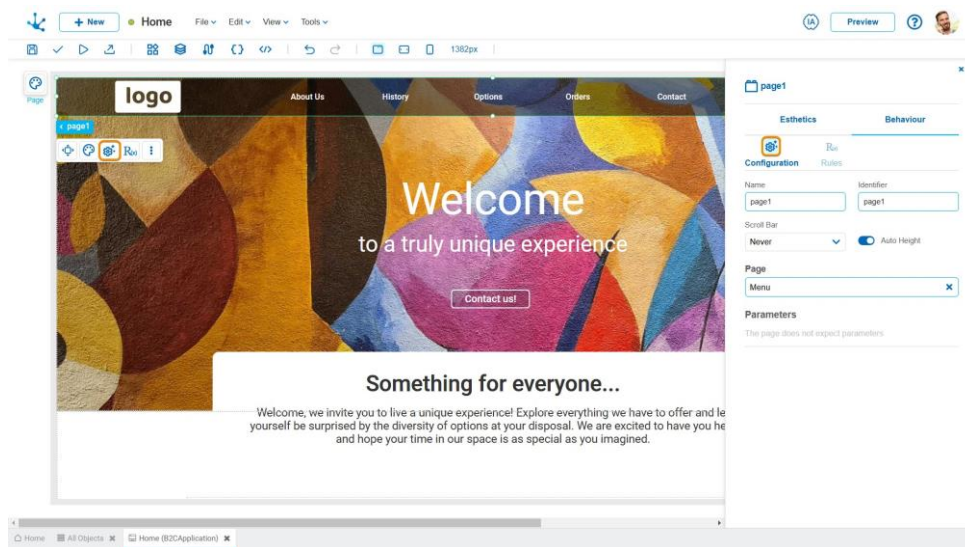 + New
Home
File
Edit
View
Tools
IA
Preview
?
1382px
Page
logo
About Us
History
Options
Orders
Contact
page1
R(x)
Welcome
to a truly unique experience
Contact us!
Something for everyone...
Welcome, we invite you to live a unique experience! Explore everything we have to offer and le
yourself be surprised by the diversity of options at your disposal. We are excited to have you he
and hope your time in our space is as special as you imagined.
page1
Esthetics
Behaviour
R(x)
Configuration
Rules
Name
Identifier
page1
page1
Scroll Bar
Never
Auto Height
Page
Menu
Parameters
The page does not expect parameters
Home
All Objects
Home (B2CApplication)